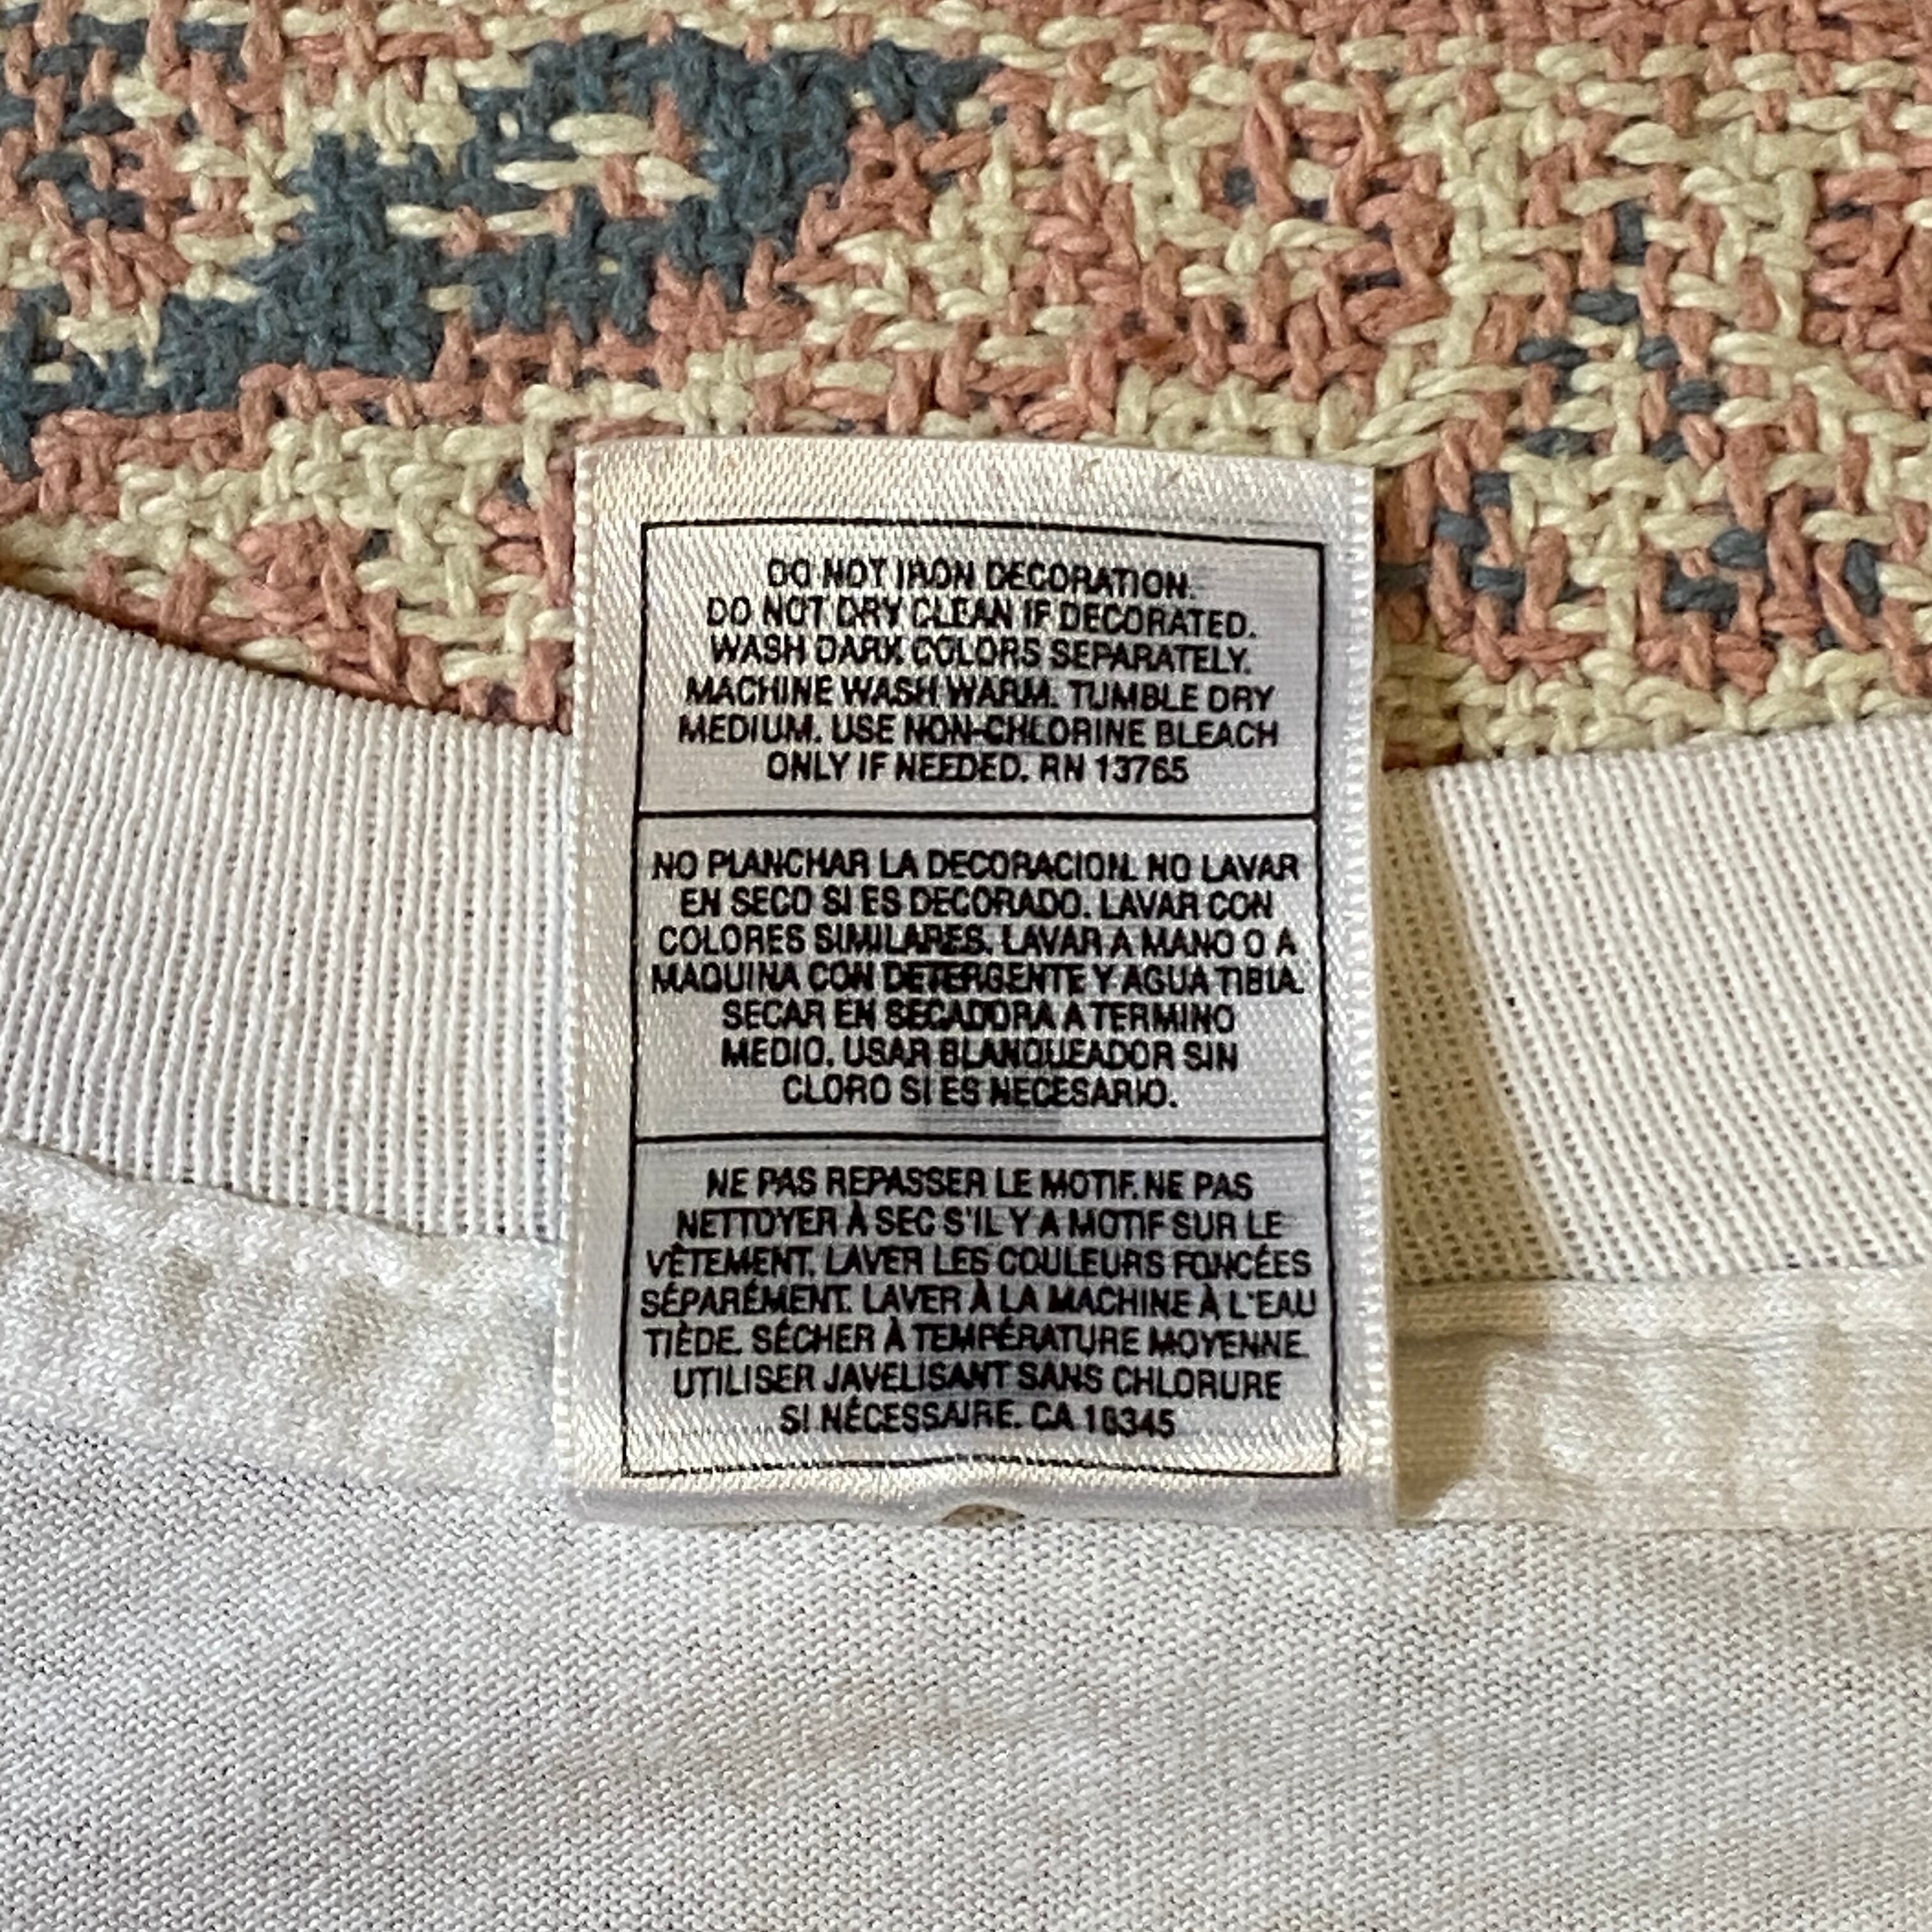 DO NOT IRON DECORATION.
DO NOT DRY CLEAN IF DECORATED.
WASH DARK COLORS SEPARATELY.
MACHINE WASH WARM. TUMBLE DRY
MEDIUM. USE NON-CHLORINE BLEACH
ONLY IF NEEDED. RN 13765
NO PLANCHAR LA DECORACION. NO LAVAR
EN SECO SI ES DECORADO. LAVAR CON
COLORES SIMILARES. LAVAR A MANO O A
MAQUINA CON DETERGENTE Y AGUA TIBIA.
SECAR EN SECADORA A TERMINO
MEDIO. USAR BLANQUEADOR SIN
CLORO SI ES NECESARIO.
NE PAS REPASSER LE MOTIF. NE PAS
NETTOYER À SEC S'IL Y A MOTIF SUR LE
VÊTEMENT. LAVER LES COULEURS FONCÉES
SÉPARÉMENT. LAVER À LA MACHINE À L'EAU
TIÈDE. SÉCHER À TEMPÉRATURE MOYENNE.
UTILISER JAVELISANT SANS CHLORURE
SI NÉCESSAIRE. CA